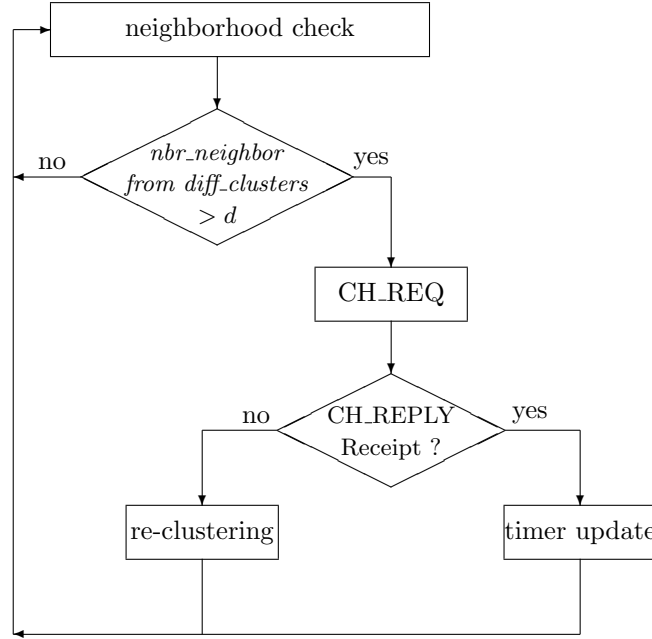 neighborhood check
no
nbr_neighbor
yes
from diff_clusters
> d
CH_REQ
no
CH_REPLY
yes
Receipt ?
re-clustering
timer update